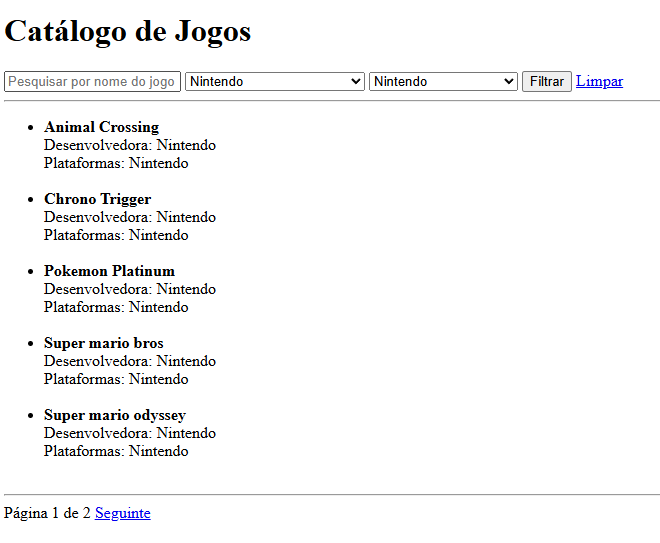 Catálogo de Jogos
Pesquisar por nome do jogo Nintendo Nintendo Filtrar Limpar
Animal Crossing
Desenvolvedora: Nintendo
Plataformas: Nintendo
Chrono Trigger
Desenvolvedora: Nintendo
Plataformas: Nintendo
Pokemon Platinum
Desenvolvedora: Nintendo
Plataformas: Nintendo
Super mario bros
Desenvolvedora: Nintendo
Plataformas: Nintendo
Super mario odyssey
Desenvolvedora: Nintendo
Plataformas: Nintendo
Página 1 de 2 Seguinte